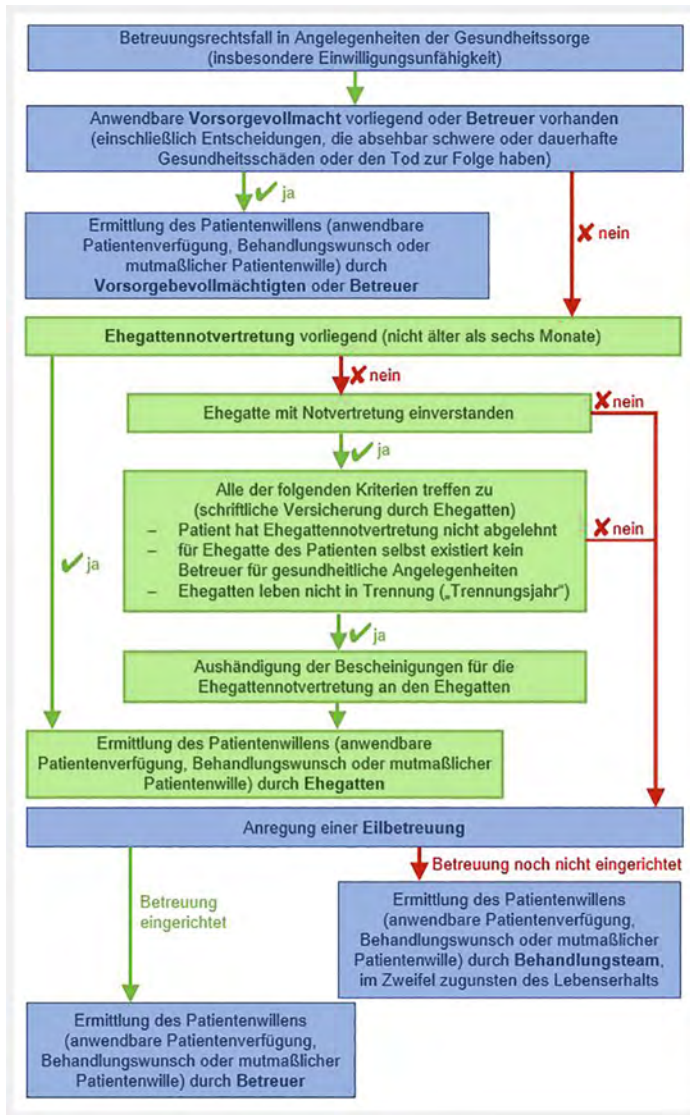 Betreuungsrechtsfall in Angelegenheiten der Gesundheitssorge
(insbesondere Einwilligungsunfähigkeit)
Anwendbare Vorsorgevollmacht vorliegend oder Betreuer vorhanden
(einschließlich Entscheidungen, die absehbar schwere oder dauerhafte
Gesundheitsschäden oder den Tod zur Folge haben)
ja
nein
Ermittlung des Patientenwillens (anwendbare
Patientenverfügung, Behandlungswunsch oder
mutmaßlicher Patientenwille) durch
Vorsorgebevollmächtigten oder Betreuer
Ehegattennotvertretung vorliegend (nicht älter als sechs Monate)
nein
Ehegatte mit Notvertretung einverstanden
nein
ja
Alle der folgenden Kriterien treffen zu
(schriftliche Versicherung durch Ehegatten)
– Patient hat Ehegattennotvertretung nicht abgelehnt
– für Ehegatte des Patienten selbst existiert kein
Betreuer für gesundheitliche Angelegenheiten
– Ehegatten leben nicht in Trennung („Trennungsjahr“)
nein
ja
ja
Aushändigung der Bescheinigungen für die
Ehegattennotvertretung an den Ehegatten
Ermittlung des Patientenwillens (anwendbare
Patientenverfügung, Behandlungswunsch oder mutmaßlicher
Patientenwille) durch Ehegatten
Anregung einer Eilbetreuung
Betreuung noch nicht eingerichtet
Betreuung
eingerichtet
Ermittlung des Patientenwillens
(anwendbare Patientenverfügung,
Behandlungswunsch oder mutmaßlicher
Patientenwille) durch Behandlungsteam,
im Zweifel zugunsten des Lebenserhalts
Ermittlung des Patientenwillens
(anwendbare Patientenverfügung,
Behandlungswunsch oder mutmaßlicher
Patientenwille) durch Betreuer